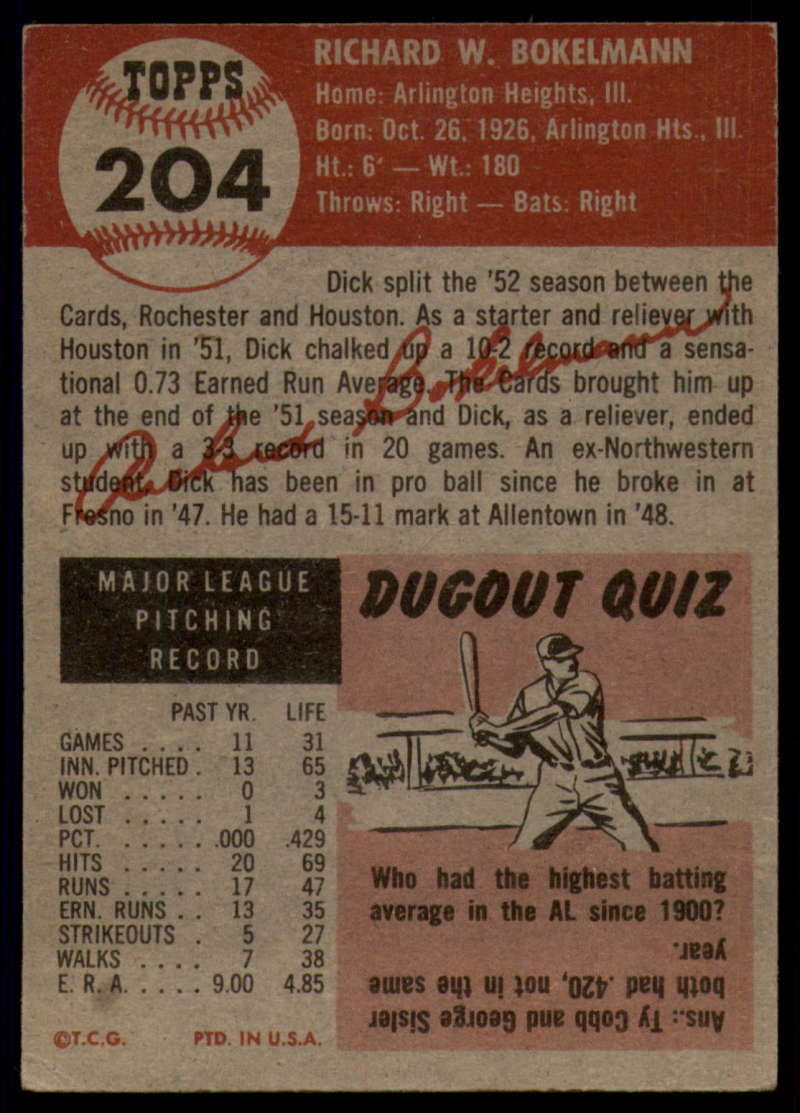 TOPPS
204
RICHARD W. BOKELMANN
Home: Arlington Heights, Ill.
Born: Oct. 26, 1926, Arlington Hts., Ill.
Ht.: 6' — Wt.: 180
Throws: Right — Bats: Right
Dick split the '52 season between the
Cards, Rochester and Houston. As a starter and reliever with
Houston in '51, Dick chalked up a 10-2 record and a sensa-
tional 0.73 Earned Run Average. The Cards brought him up
at the end of the '51 season and Dick, as a reliever, ended
up with a 3-3 record in 20 games. An ex-Northwestern
student, Dick has been in pro ball since he broke in at
Fresno in '47. He had a 15-11 mark at Allentown in '48.
Richard Bokelmann
MAJOR LEAGUE
PITCHING
RECORD
PAST YR. LIFE
GAMES . . . . 11 31
INN. PITCHED . 13 65
WON . . . . . 0 3
LOST . . . . . 1 4
PCT. . . . . . .000 .429
HITS . . . . . 20 69
RUNS . . . . . 17 47
ERN. RUNS . . 13 35
STRIKEOUTS . 5 27
WALKS . . . . 7 38
E. R. A. . . . . 9.00 4.85
©T.C.G. PTD. IN U.S.A.
DUGOUT QUIZ
Who had the highest batting
average in the AL since 1900?
Ans.: Ty Cobb and George Sisler
both had .420, not in the same
year.